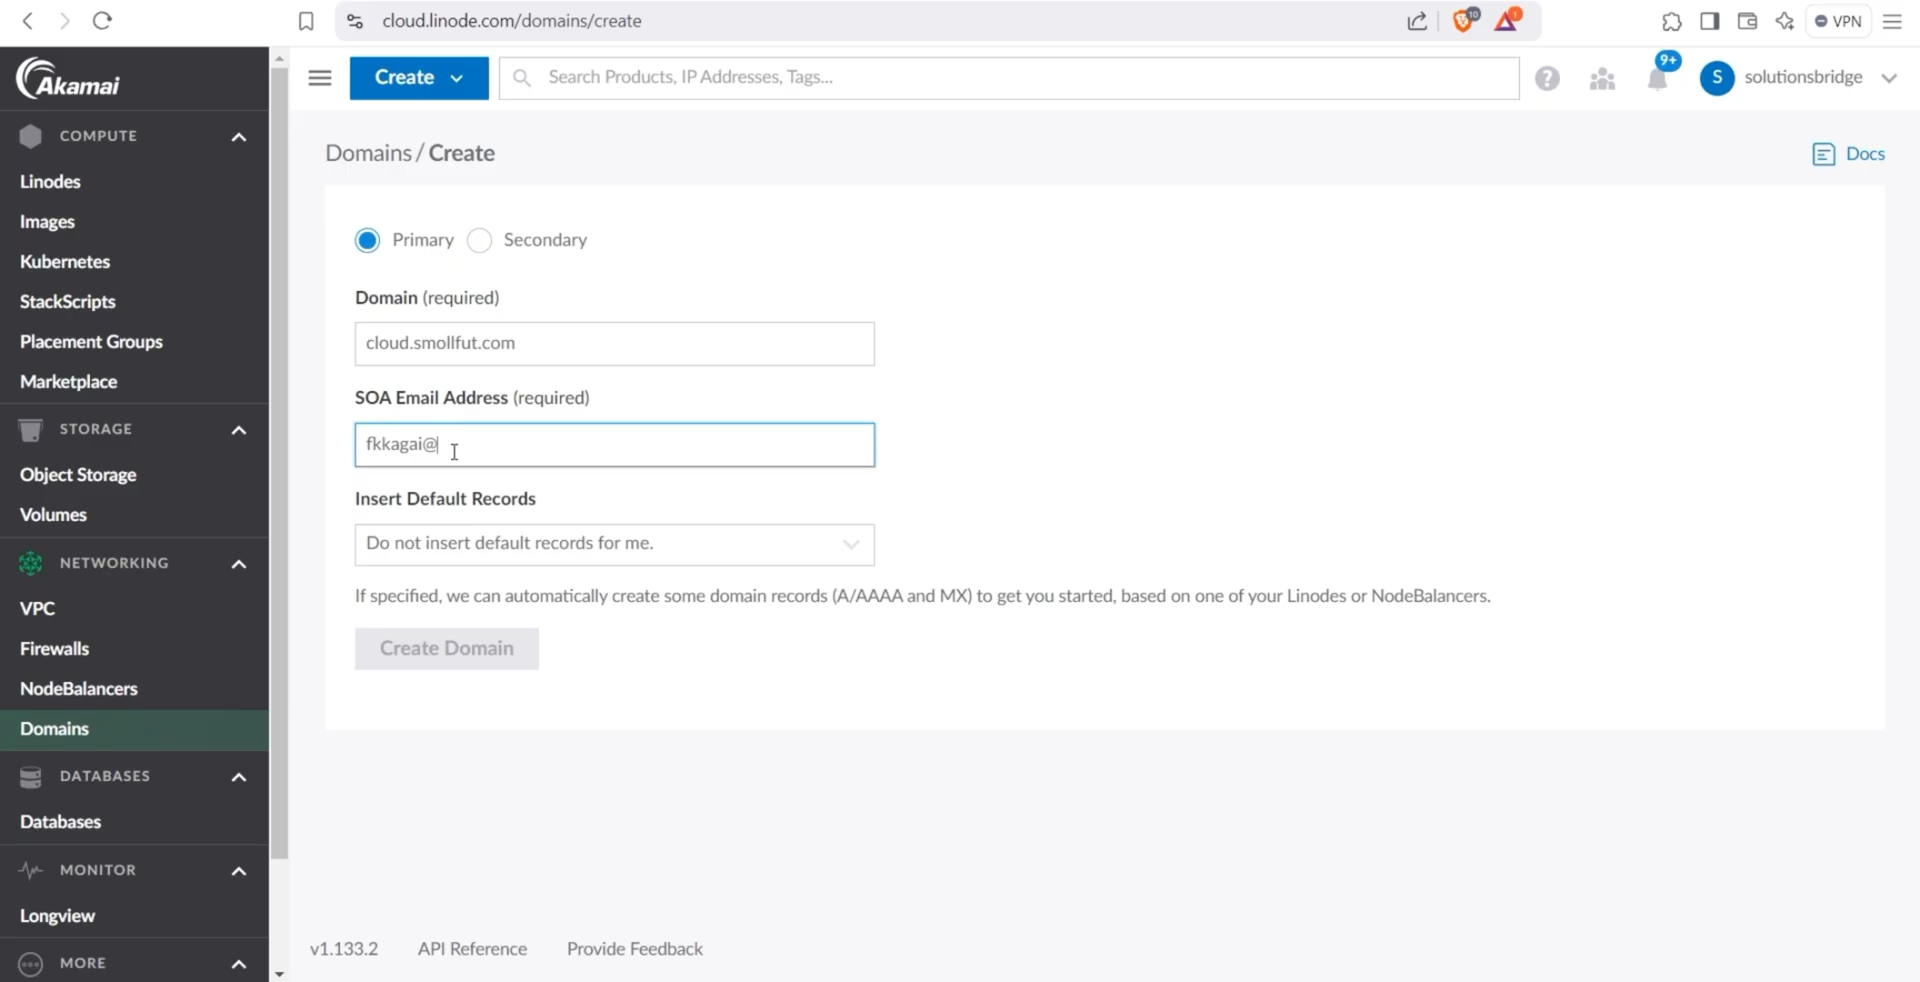 cloud.linode.com/domains/create
10
1
VPN
Akamai
Create
Search Products, IP Addresses, Tags...
?
9+
S
solutionsbridge
COMPUTE
Linodes
Images
Kubernetes
StackScripts
Placement Groups
Marketplace
STORAGE
Object Storage
Volumes
NETWORKING
VPC
Firewalls
NodeBalancers
Domains
DATABASES
Databases
MONITOR
Longview
MORE
Domains / Create
Docs
Primary Secondary
Domain (required)
cloud.smollfut.com
SOA Email Address (required)
fkkagai@
Insert Default Records
Do not insert default records for me.
If specified, we can automatically create some domain records (A/AAAA and MX) to get you started, based on one of your Linodes or NodeBalancers.
Create Domain
v1.133.2 API Reference Provide Feedback